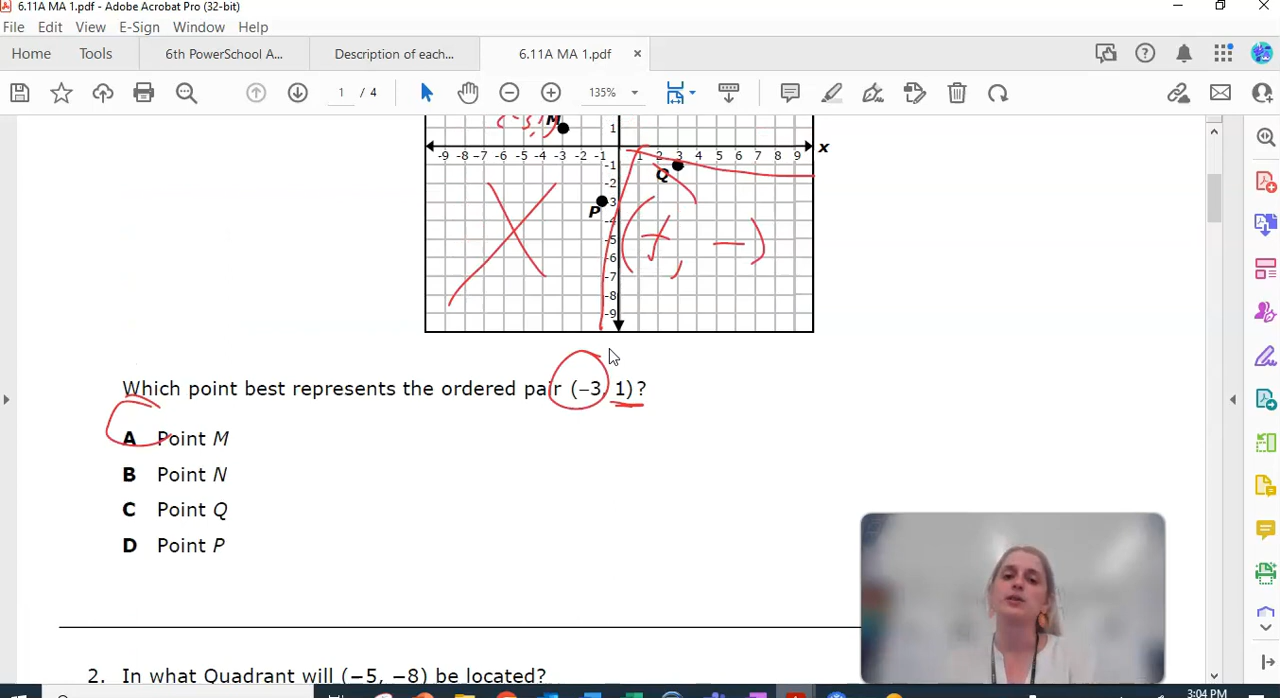 6.11A MA 1.pdf - Adobe Acrobat Pro (32-bit)
File Edit View E-Sign Window Help
Home Tools 6th PowerSchool A... Description of each... 6.11A MA 1.pdf ×
1 / 4 135%
M 1
-9 -8 -7 -6 -5 -4 -3 -2 -1 1 2 3 4 5 6 7 8 9 x
-1
Q
-2
P -3
-4
-5
(+, -)
-6
-7
-8
-9
Which point best represents the ordered pair (−3, 1)?
A Point M
B Point N
C Point Q
D Point P
2. In what Quadrant will (−5, −8) be located?
3:04 PM